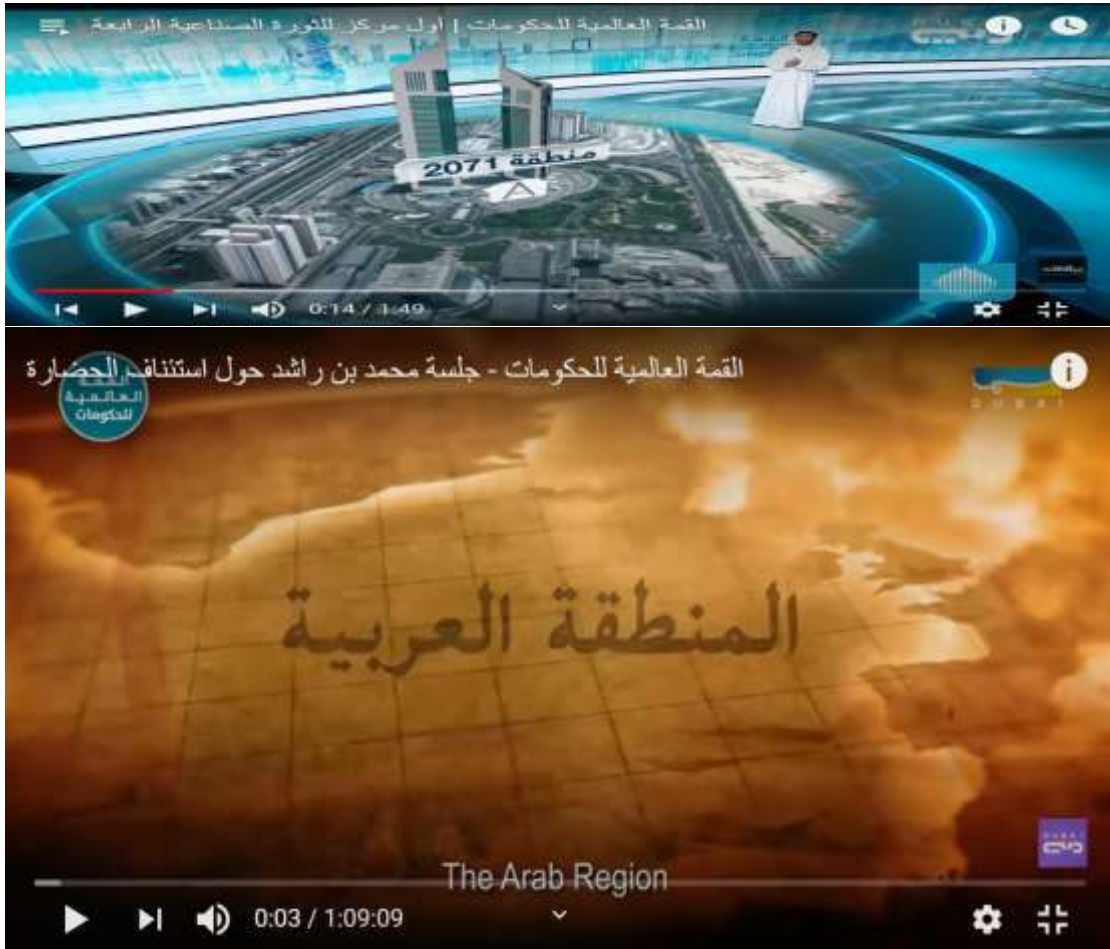 القمة العالمية للحكومات | أول مركز للثورة الصناعية الرابعة
منطقة 2071
0:14 / 1:49
القمة العالمية للحكومات - جلسة محمد بن راشد حول استئناف الحضارة
القمة
العالمية
للحكومات
DUBAI
المنطقة العربية
DUBAI
دبي
The Arab Region
0:03 / 1:09:09